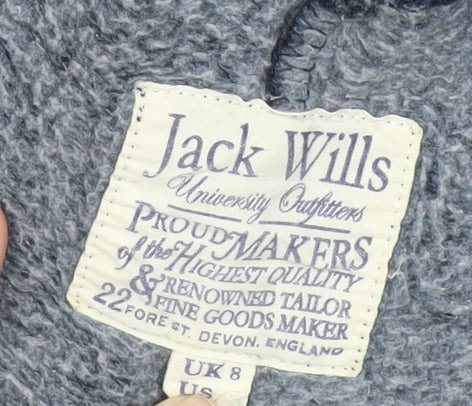 Jack Wills
University Outfitters
PROUD MAKERS
of the HIGHEST QUALITY
& RENOWNED TAILOR
FINE GOODS MAKER
22 FORE ST. DEVON. ENGLAND
UK 8
US